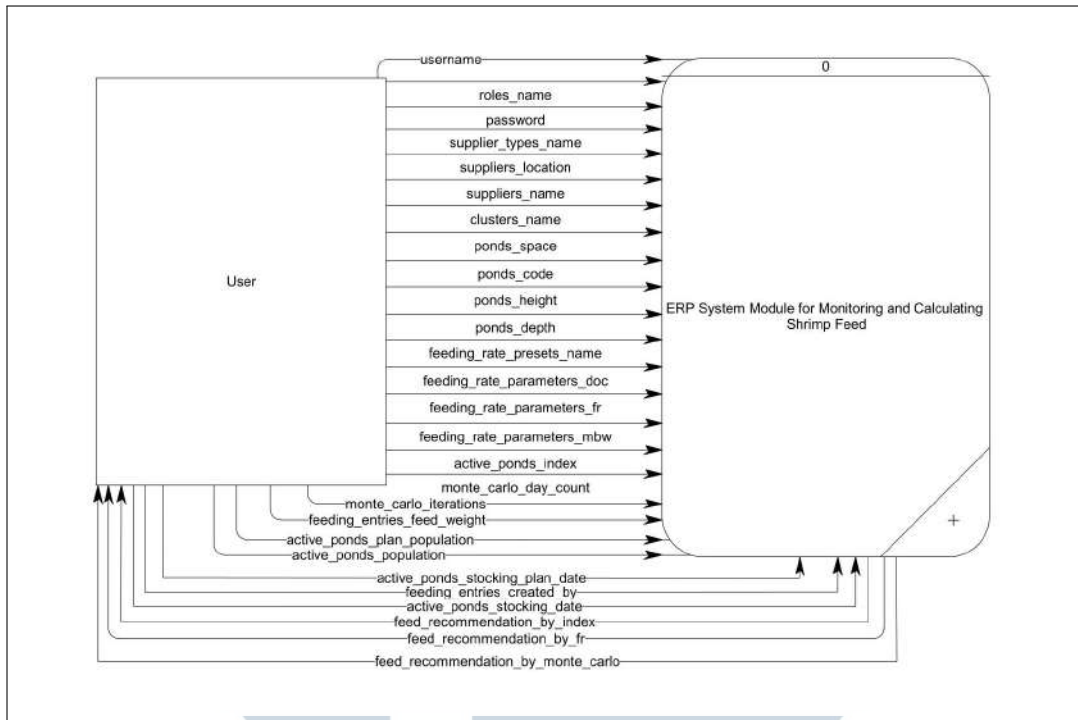 username
0
roles_name
password
supplier_types_name
suppliers_location
suppliers_name
clusters_name
ponds_space
User
ponds_code
ponds_height
ERP System Module for Monitoring and Calculating
Shrimp Feed
ponds_depth
feeding_rate_presets_name
feeding_rate_parameters_doc
feeding_rate_parameters_fr
feeding_rate_parameters_mbw
active_ponds_index
monte_carlo_day_count
monte_carlo_iterations
feeding_entries_feed_weight
+
active_ponds_plan_population
active_ponds_population
active_ponds_stocking_plan_date
feeding_entries_created_by
active_ponds_stocking_date
feed_recommendation_by_index
feed_recommendation_by_fr
feed_recommendation_by_monte_carlo